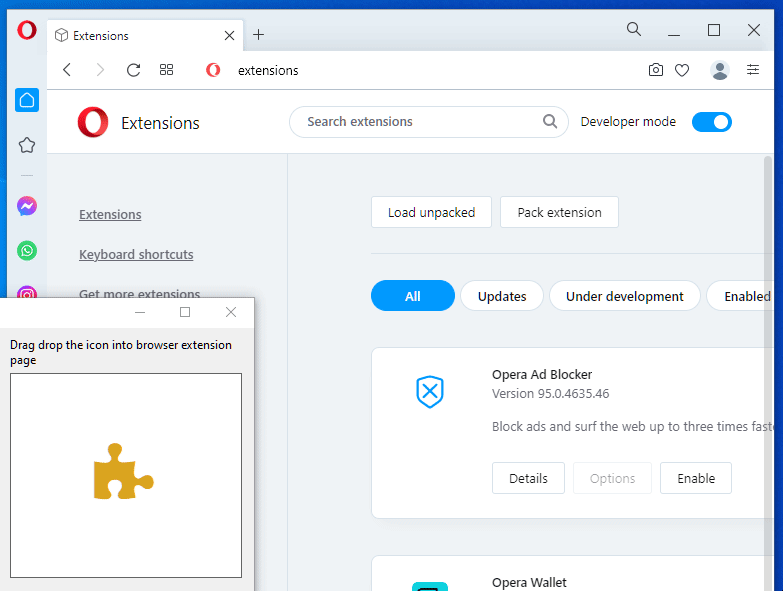 Extensions
extensions
Extensions
Search extensions
Developer mode
Extensions
Keyboard shortcuts
Get more extensions
Load unpacked
Pack extension
All
Updates
Under development
Enabled
Drag drop the icon into browser extension
page
Opera Ad Blocker
Version 95.0.4635.46
Block ads and surf the web up to three times faste
Details
Options
Enable
Opera Wallet